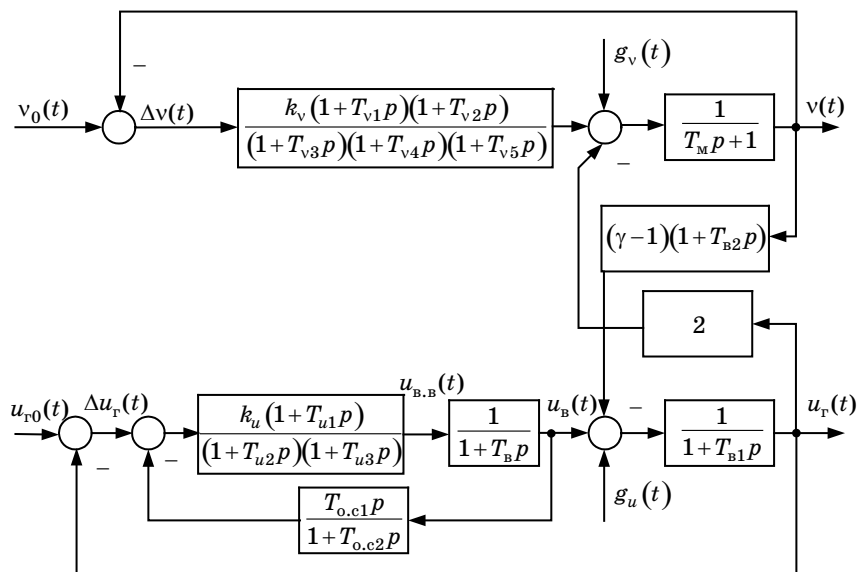 −
g_ν(t)
ν_0(t)
Δν(t)
k_ν(1+T_ν1 p)(1+T_ν2 p)
(1+T_ν3 p)(1+T_ν4 p)(1+T_ν5 p)
−
1
T_м p+1
ν(t)
(γ−1)(1+T_в2 p)
2
u_г0(t)
Δu_г(t)
−
−
k_u(1+T_u1 p)
(1+T_u2 p)(1+T_u3 p)
u_в.в(t)
1
1+T_в p
u_в(t)
−
1
1+T_в1 p
u_г(t)
g_u(t)
T_о.с1 p
1+T_о.с2 p